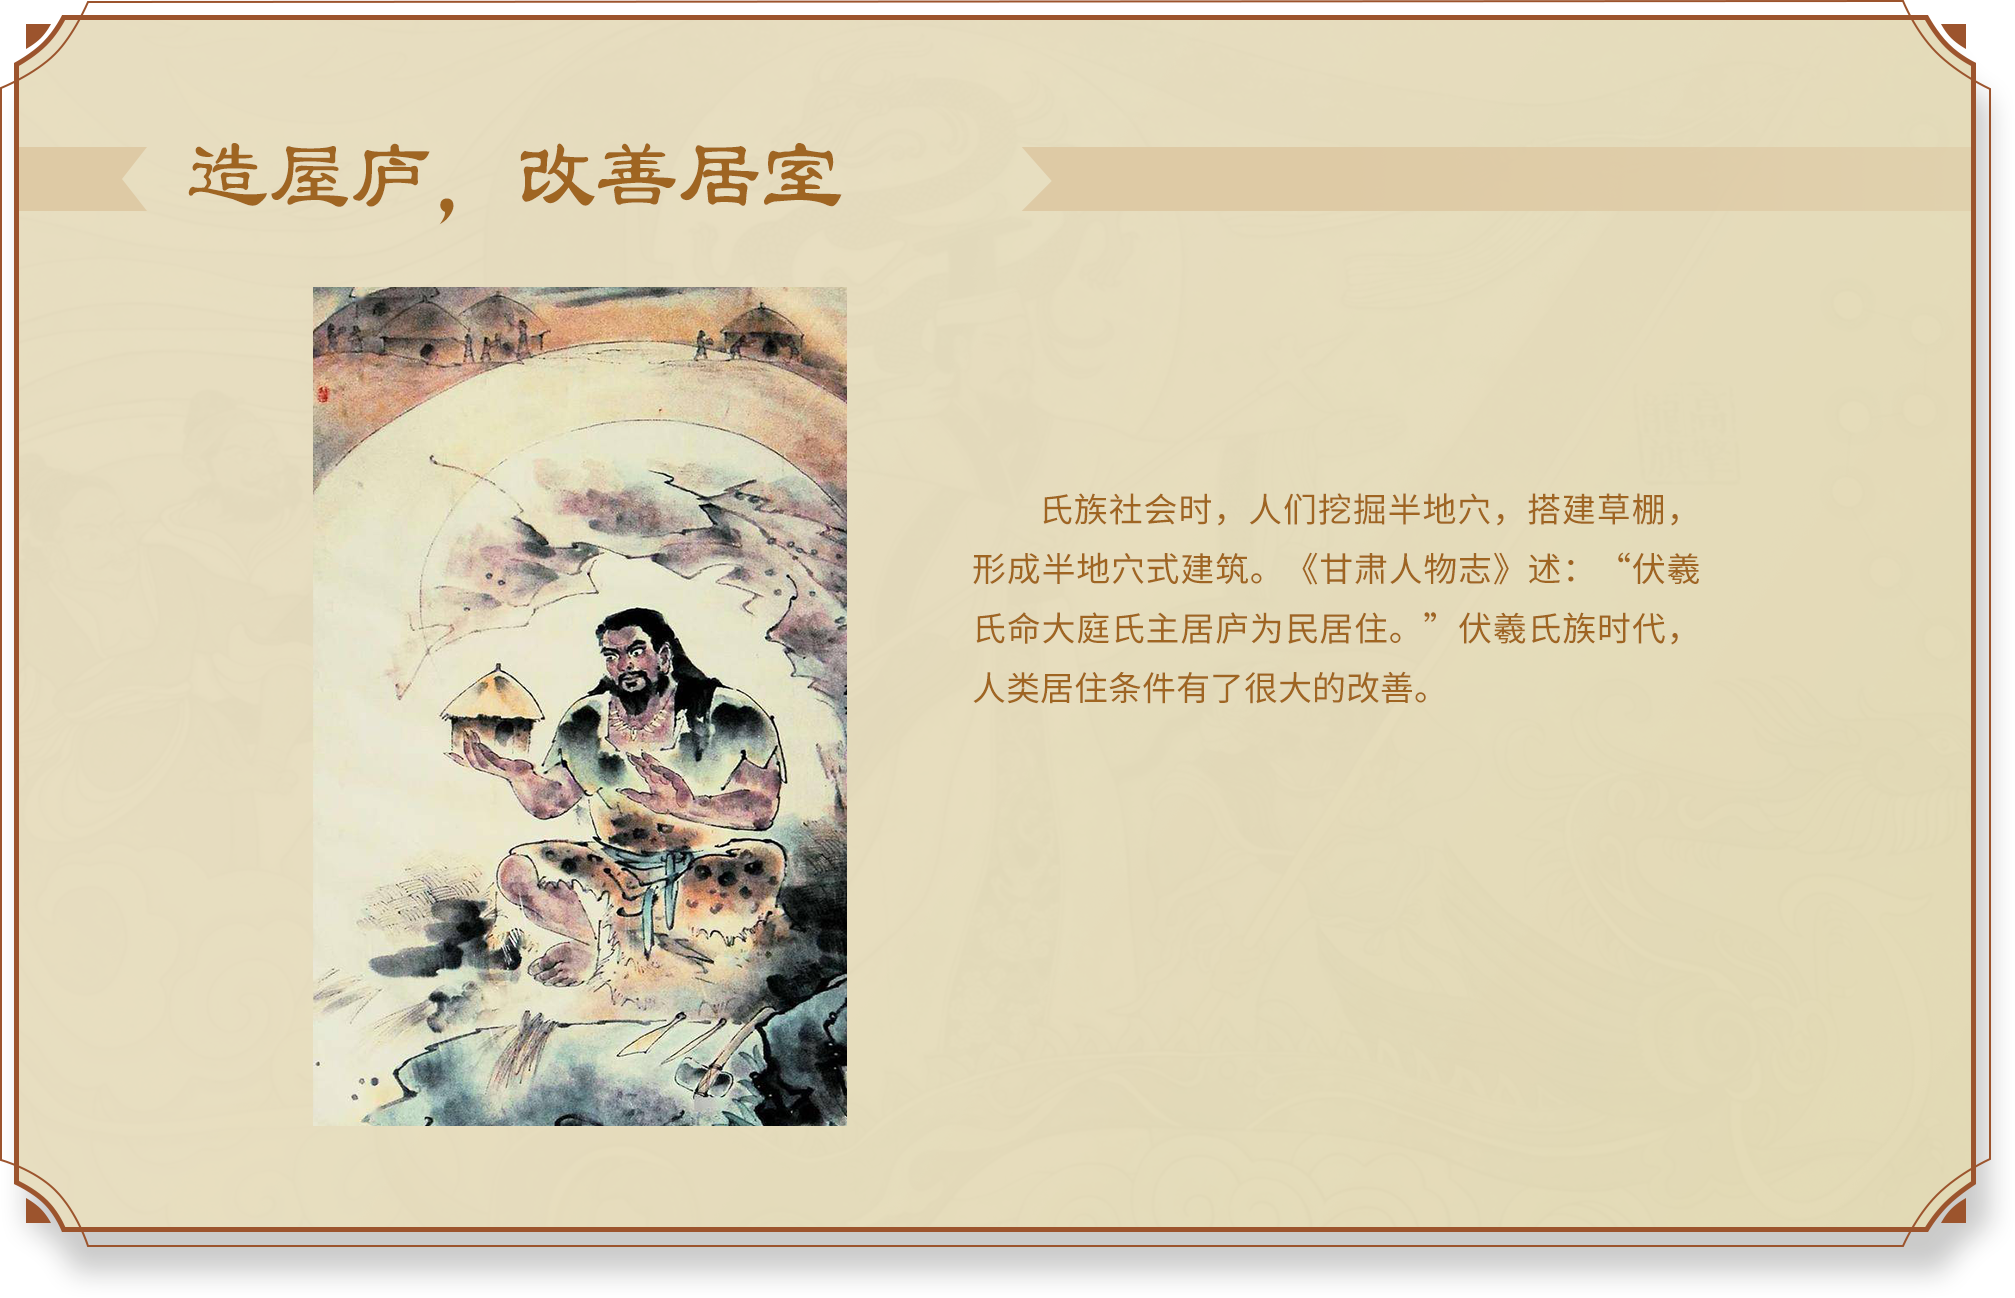 造屋庐，改善居室
氏族社会时，人们挖掘半地穴，搭建草棚，
形成半地穴式建筑。《甘肃人物志》述：“伏羲
氏命大庭氏主居庐为民居住。”伏羲氏族时代，
人类居住条件有了很大的改善。